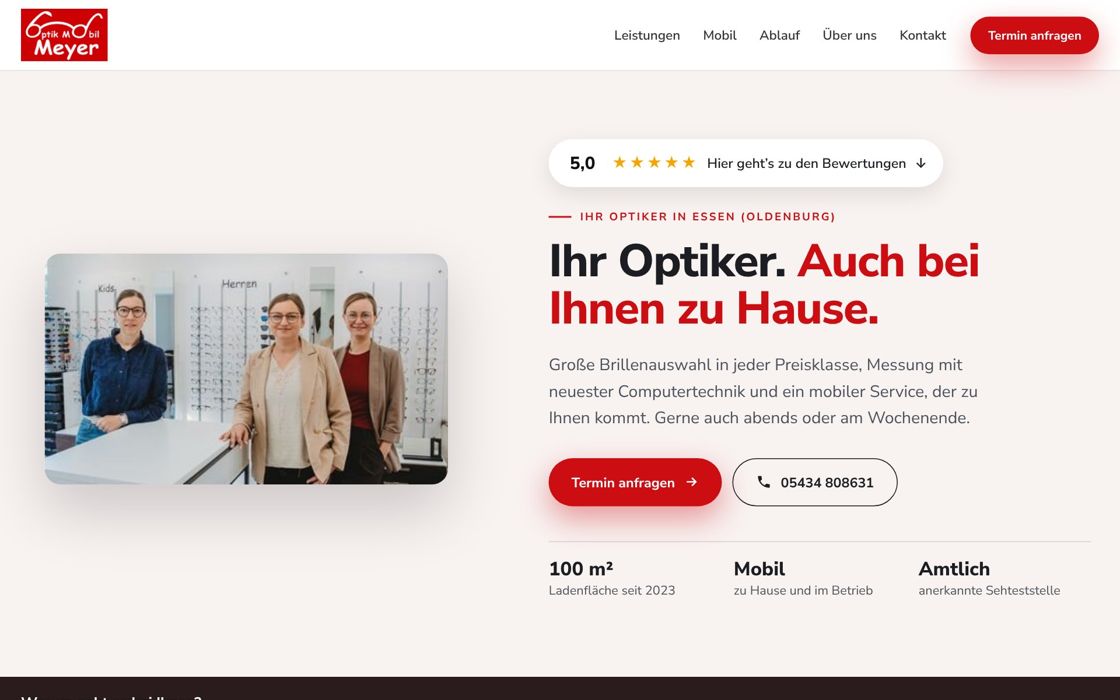 Optik Mobil
Meyer
Leistungen Mobil Ablauf Über uns Kontakt Termin anfragen
5,0 ★★★★★ Hier geht's zu den Bewertungen ↓
IHR OPTIKER IN ESSEN (OLDENBURG)
Ihr Optiker. Auch bei
Ihnen zu Hause.
Kids
Herren
Große Brillenauswahl in jeder Preisklasse, Messung mit
neuester Computertechnik und ein mobiler Service, der zu
Ihnen kommt. Gerne auch abends oder am Wochenende.
Termin anfragen → 05434 808631
100 m² Mobil Amtlich
Ladenfläche seit 2023 zu Hause und im Betrieb anerkannte Sehteststelle